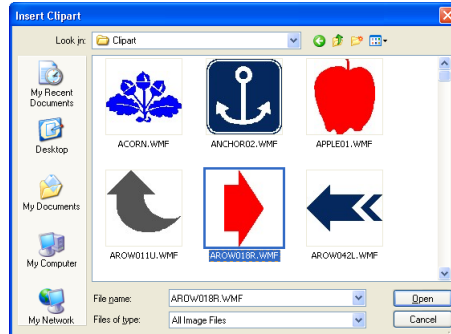 Insert Clipart
Look in:
Clipart
My Recent
Documents
Desktop
My Documents
My Computer
My Network
ACORN.WMF
ANCHOR02.WMF
APPLE01.WMF
AROW011U.WMF
AROW018R.WMF
AROW042L.WMF
File name:
AROW018R.WMF
Open
Files of type:
All Image Files
Cancel